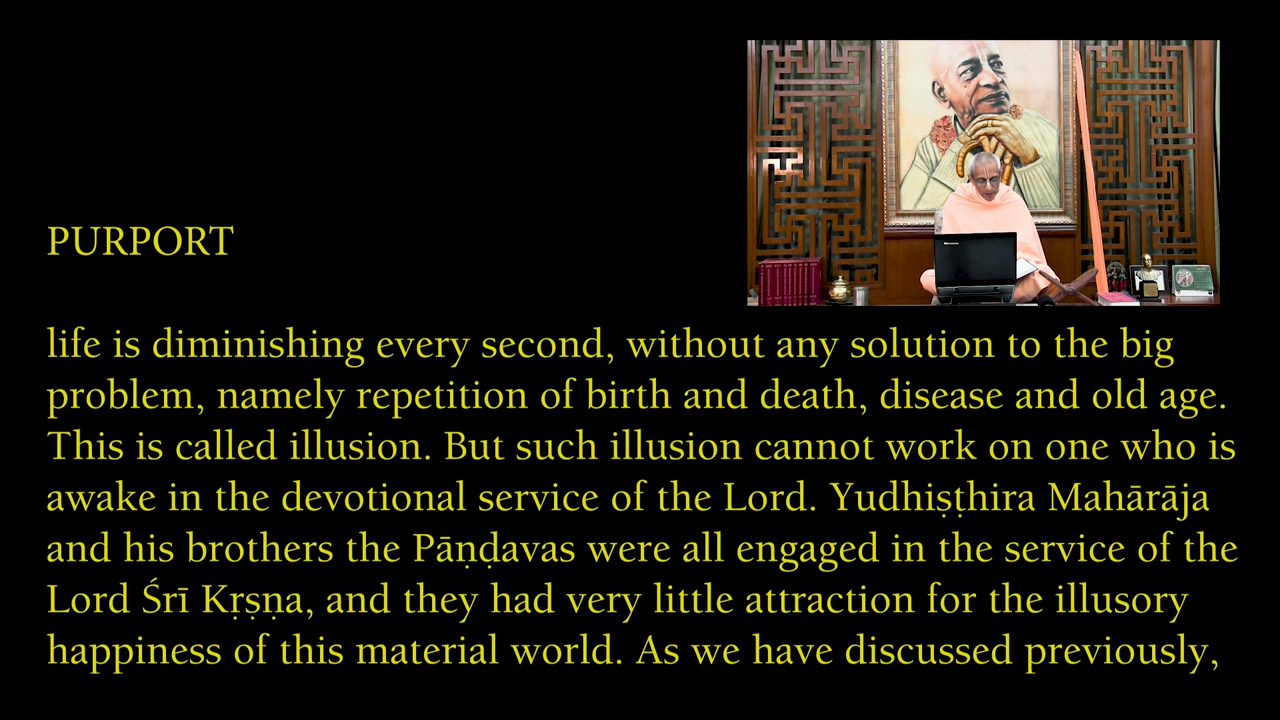 PURPORT
life is diminishing every second, without any solution to the big
problem, namely repetition of birth and death, disease and old age.
This is called illusion. But such illusion cannot work on one who is
awake in the devotional service of the Lord. Yudhiṣṭhira Mahārāja
and his brothers the Pāṇḍavas were all engaged in the service of the
Lord Śrī Kṛṣṇa, and they had very little attraction for the illusory
happiness of this material world. As we have discussed previously,